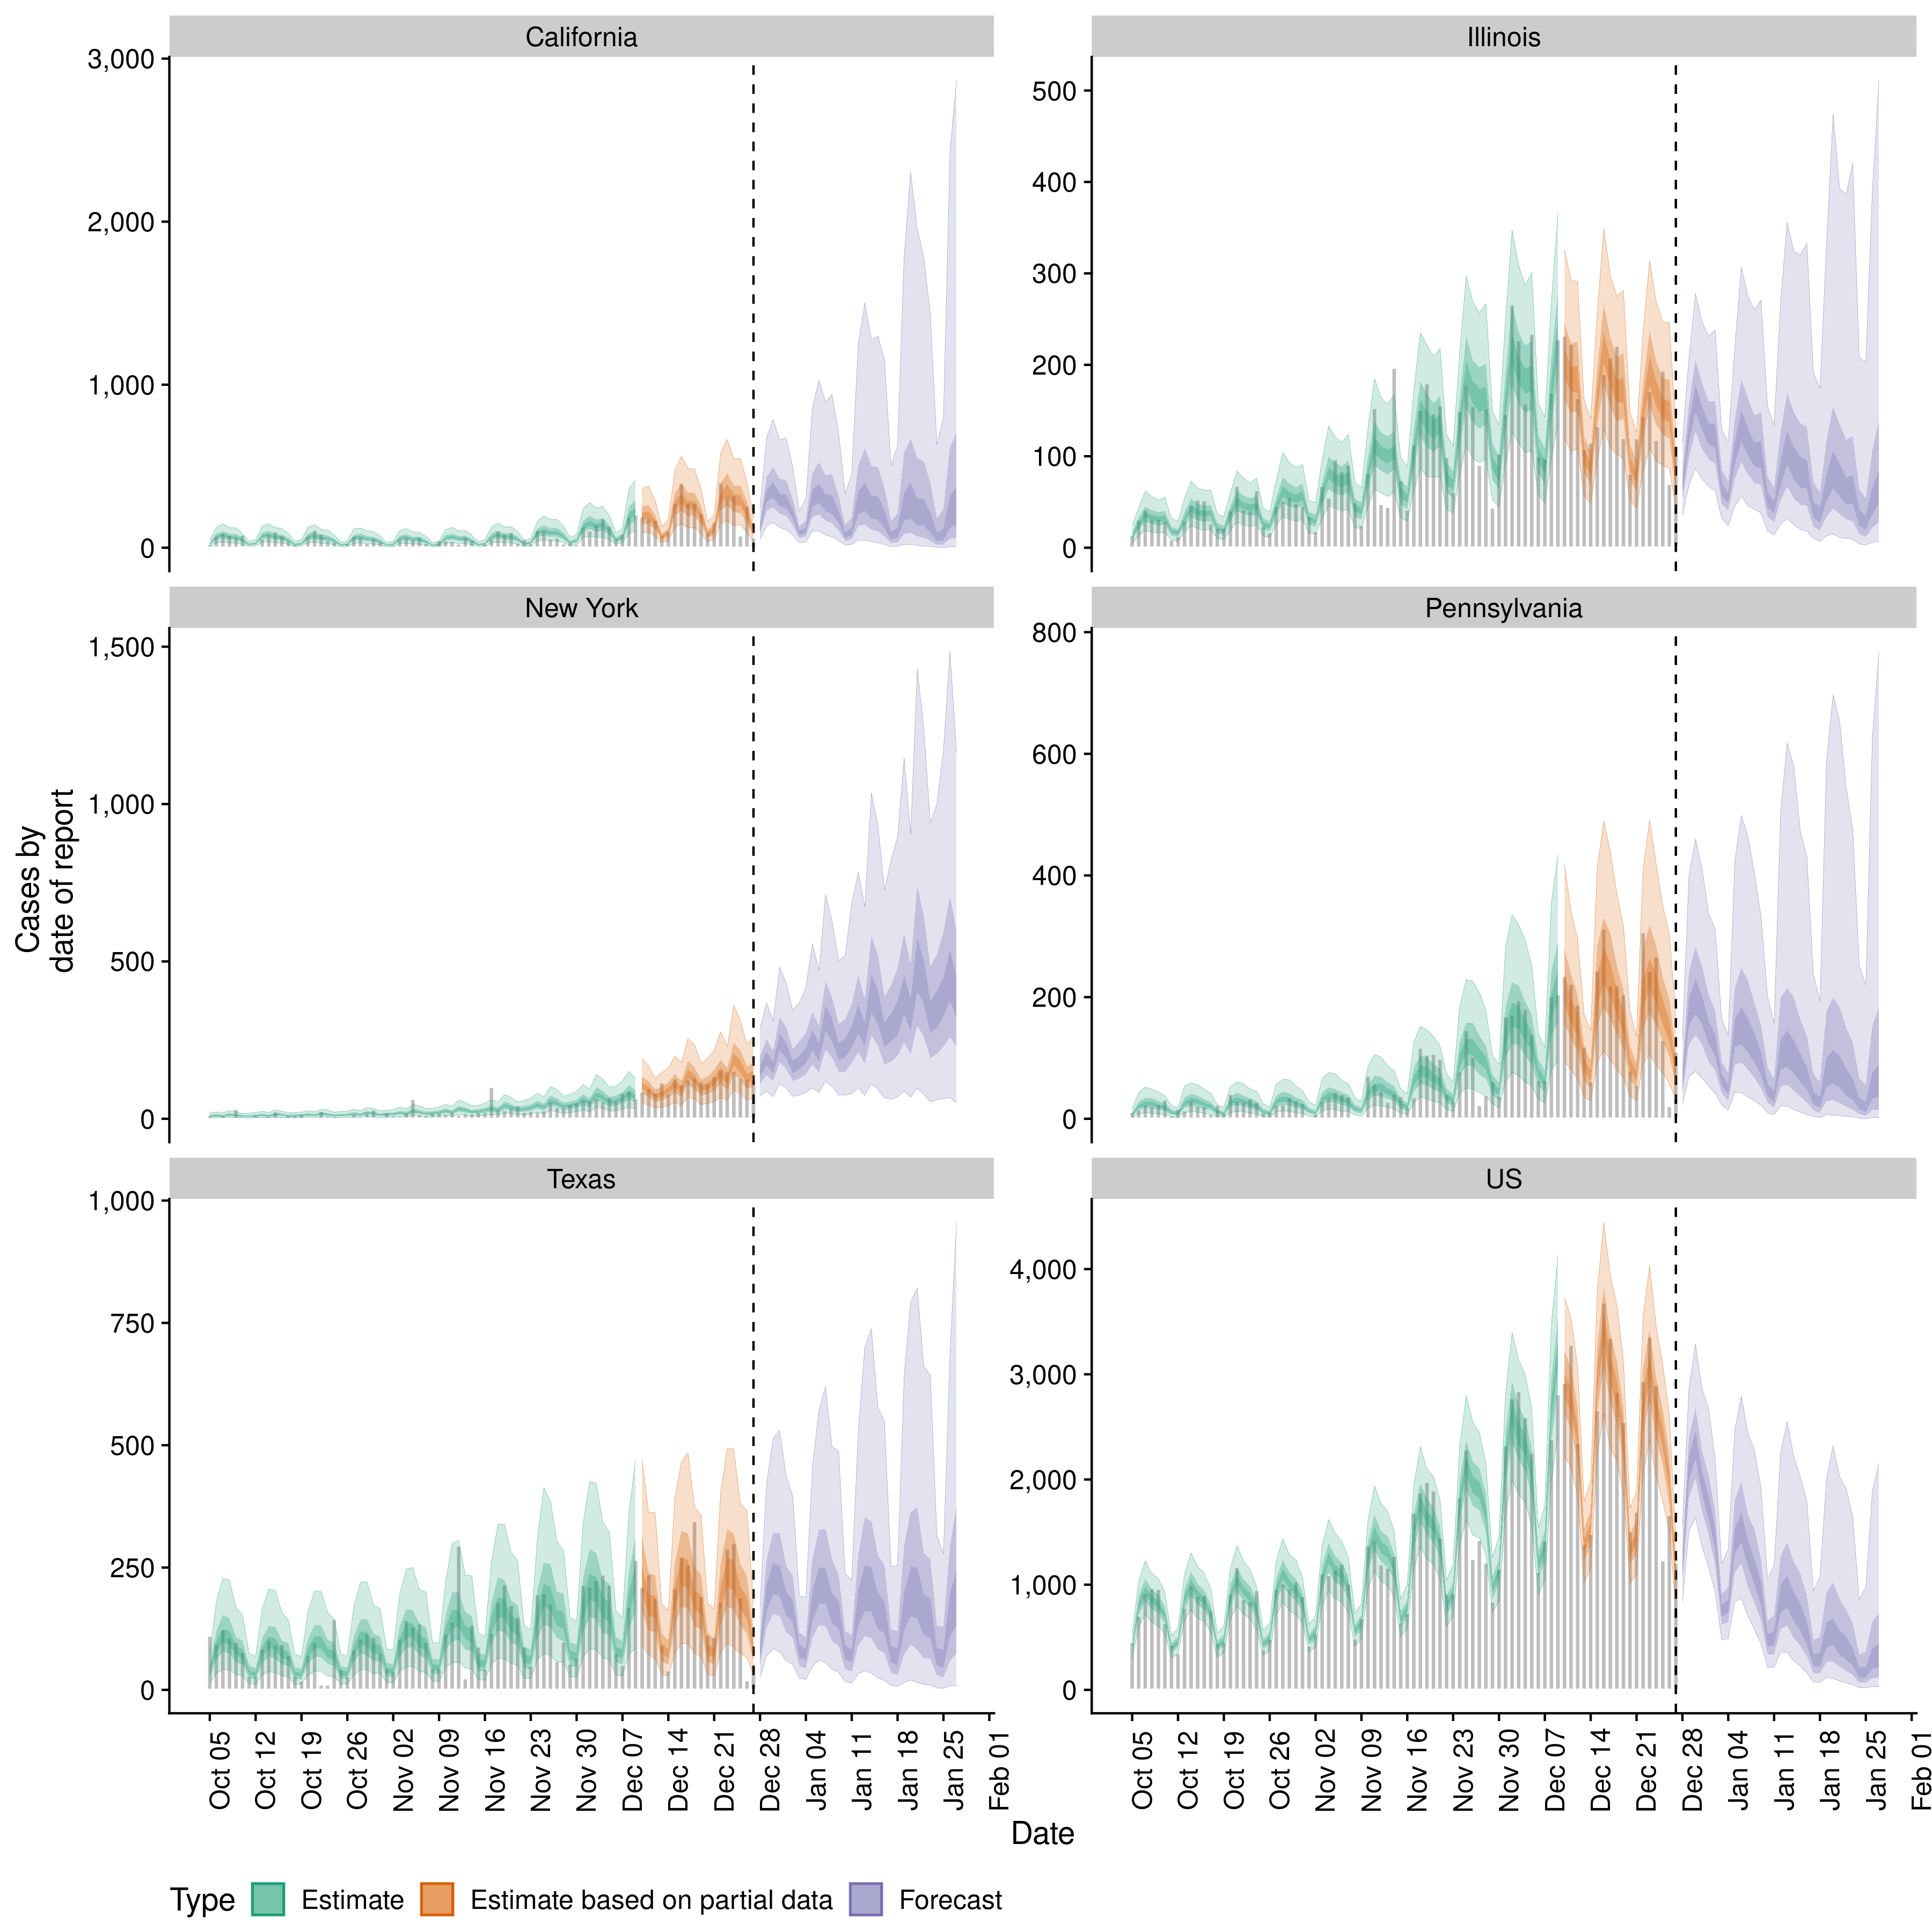 California
3,000
2,000
1,000
0
Illinois
500
400
300
200
100
0
New York
1,500
1,000
500
0
Pennsylvania
800
600
400
200
0
Texas
1,000
750
500
250
0
US
4,000
3,000
2,000
1,000
0
Cases by
date of report
Oct 05
Oct 12
Oct 19
Oct 26
Nov 02
Nov 09
Nov 16
Nov 23
Nov 30
Dec 07
Dec 14
Dec 21
Dec 28
Jan 04
Jan 11
Jan 18
Jan 25
Feb 01
Oct 05
Oct 12
Oct 19
Oct 26
Nov 02
Nov 09
Nov 16
Nov 23
Nov 30
Dec 07
Dec 14
Dec 21
Dec 28
Jan 04
Jan 11
Jan 18
Jan 25
Feb 01
Date
Type
Estimate
Estimate based on partial data
Forecast